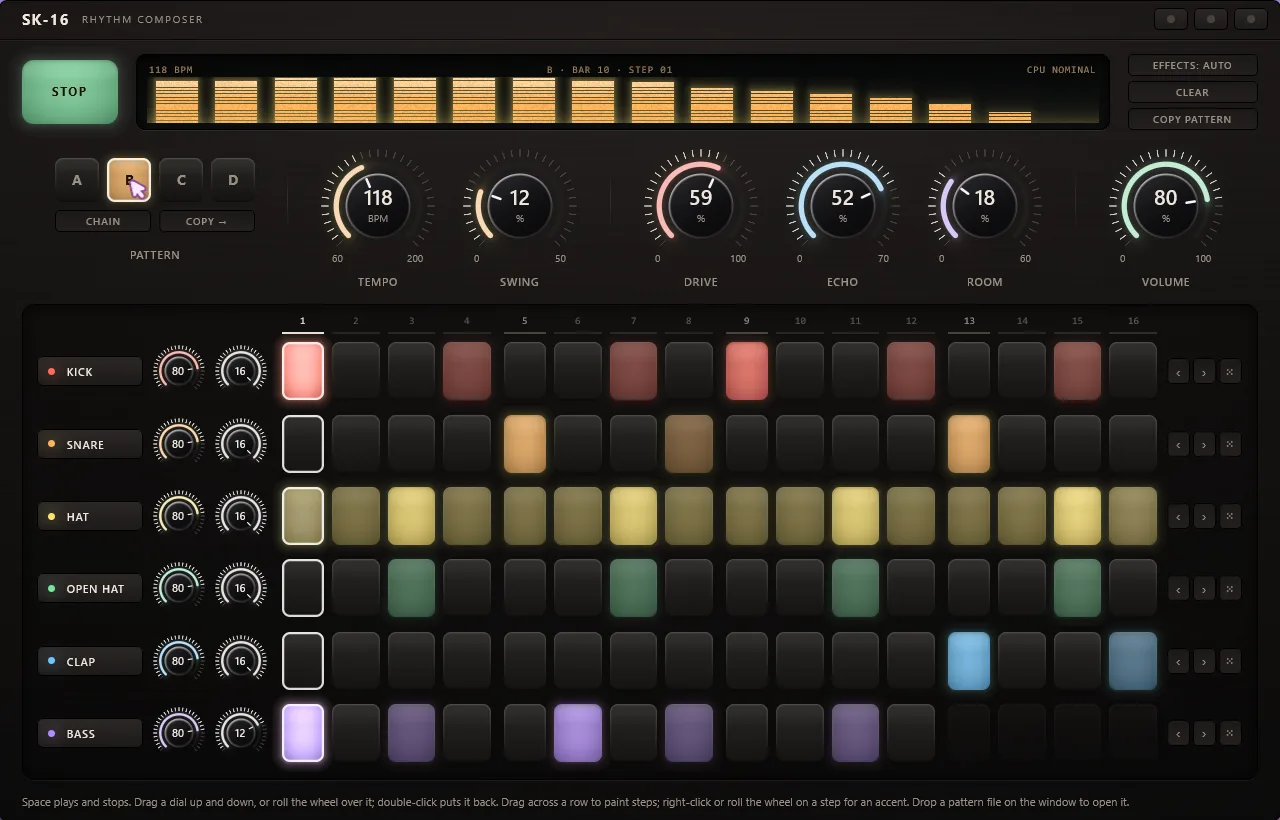 SK-16 RHYTHM COMPOSER
STOP
118 BPM B · BAR 10 · STEP 01 CPU NOMINAL
EFFECTS: AUTO
CLEAR
COPY PATTERN
A B C D
CHAIN COPY →
PATTERN
118 BPM 60 200 TEMPO
12 % 0 50 SWING
59 % 0 100 DRIVE
52 % 0 70 ECHO
18 % 0 60 ROOM
80 % 0 100 VOLUME
1 2 3 4 5 6 7 8 9 10 11 12 13 14 15 16
KICK 80 16 ‹ ›
SNARE 80 16 ‹ ›
HAT 80 16 ‹ ›
OPEN HAT 80 16 ‹ ›
CLAP 80 16 ‹ ›
BASS 80 12 ‹ ›
Space plays and stops. Drag a dial up and down, or roll the wheel over it; double-click puts it back. Drag across a row to paint steps; right-click or roll the wheel on a step for an accent. Drop a pattern file on the window to open it.